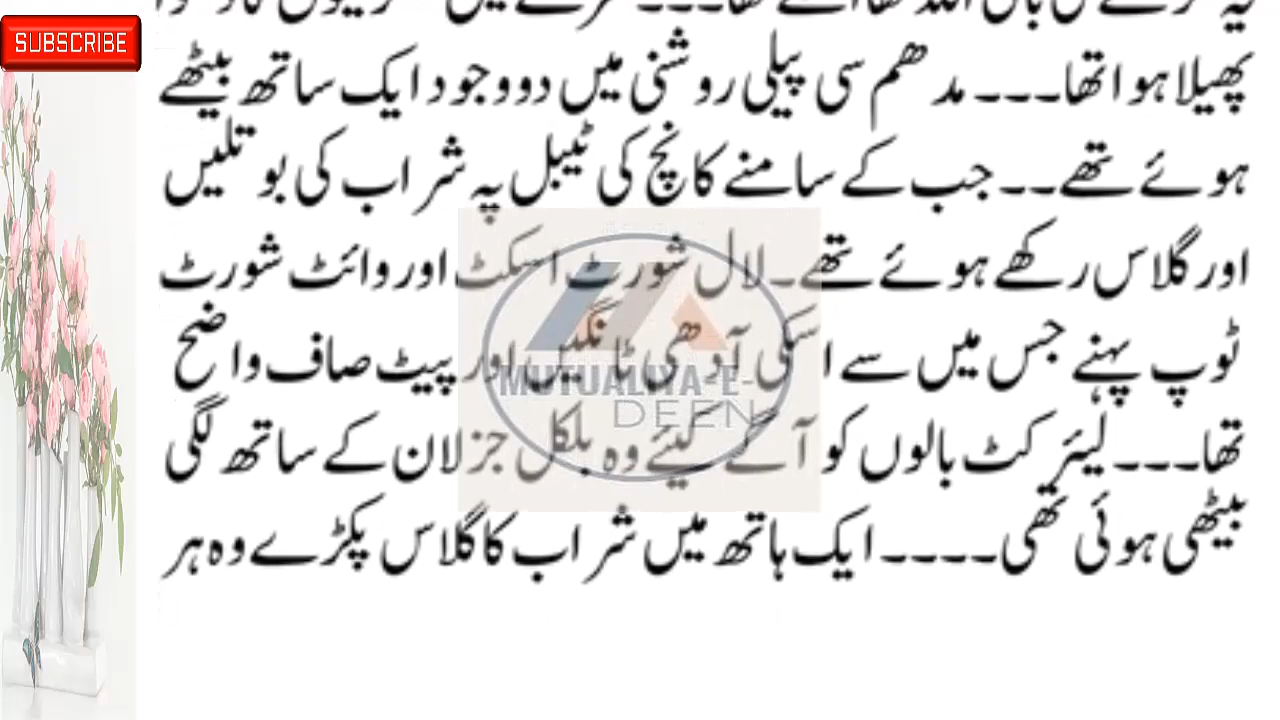 SUBSCRIBE
پھیلا ہوا تھا۔۔۔ مدھم سی پیلی روشنی میں دو وجود ایک ساتھ بیٹھے
ہوئے تھے۔۔ جب کے سامنے کانچ کی ٹیبل پہ شراب کی بوتلیں
اور گلاس رکھے ہوئے تھے۔ لال شورٹ اسکٹ اور وائٹ شورٹ
ٹوپ پہنے جس میں سے اسکی آدھی ٹانگیں اور پیٹ صاف واضح
MUTUALIYA-E-
DEEN
تھا۔۔۔ لیئر کٹ بالوں کو آگے کیئے وہ بلکل جزلان کے ساتھ لگی
بیٹھی ہوئی تھی۔۔۔۔ ایک ہاتھ میں شراب کا گلاس پکڑے وہ ہر